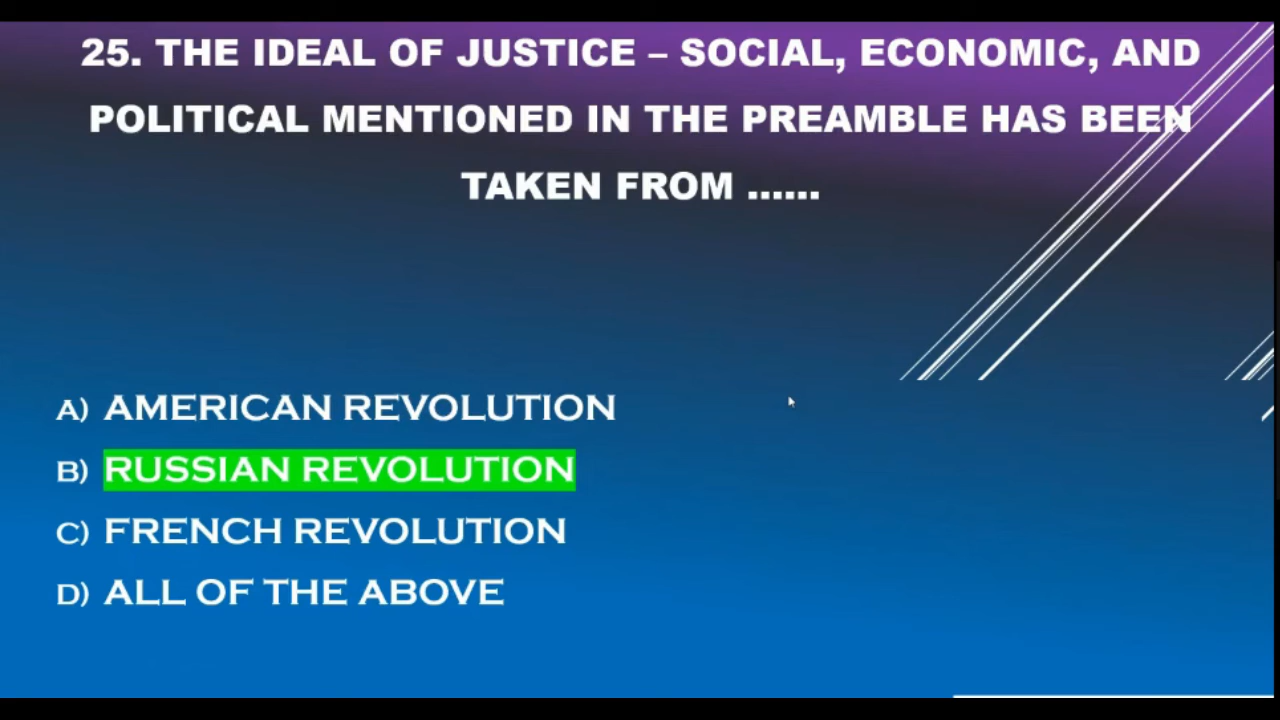 25. THE IDEAL OF JUSTICE – SOCIAL, ECONOMIC, AND
POLITICAL MENTIONED IN THE PREAMBLE HAS BEEN
TAKEN FROM ......
A) AMERICAN REVOLUTION
B) RUSSIAN REVOLUTION
C) FRENCH REVOLUTION
D) ALL OF THE ABOVE